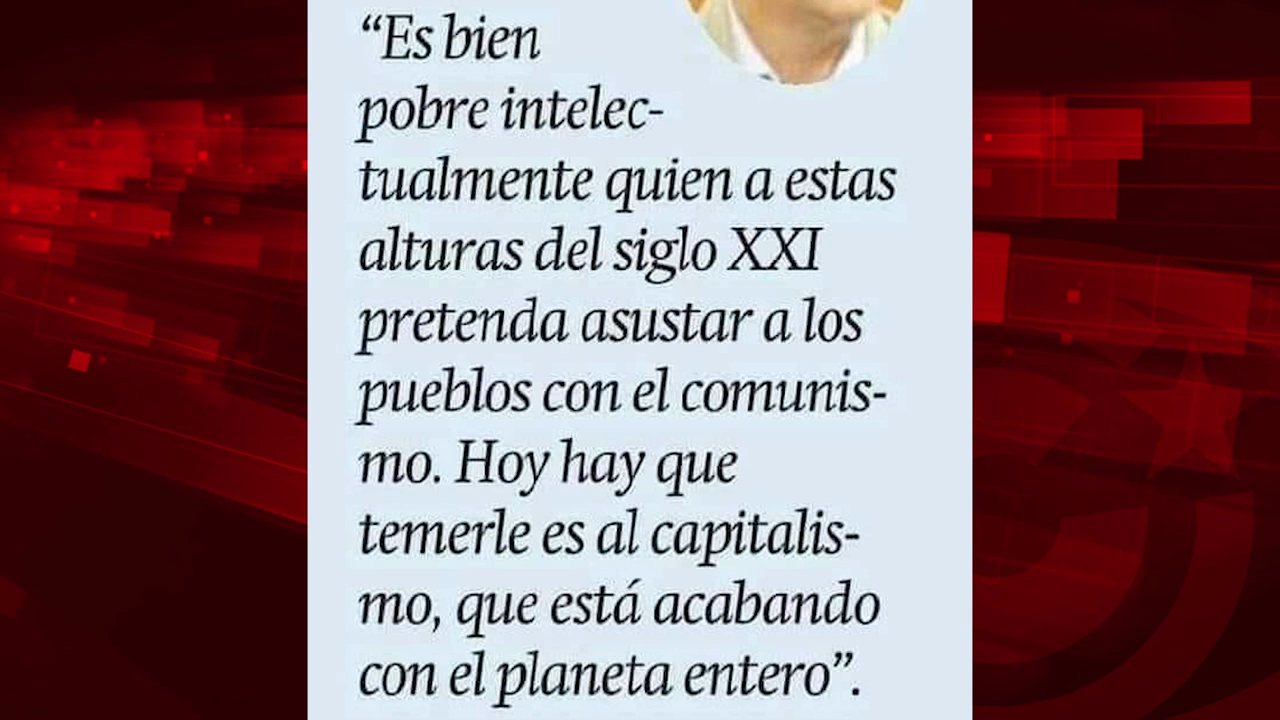 “Es bien
pobre intelec-
tualmente quien a estas
alturas del siglo XXI
pretenda asustar a los
pueblos con el comunis-
mo. Hoy hay que
temerle es al capitalis-
mo, que está acabando
con el planeta entero”.